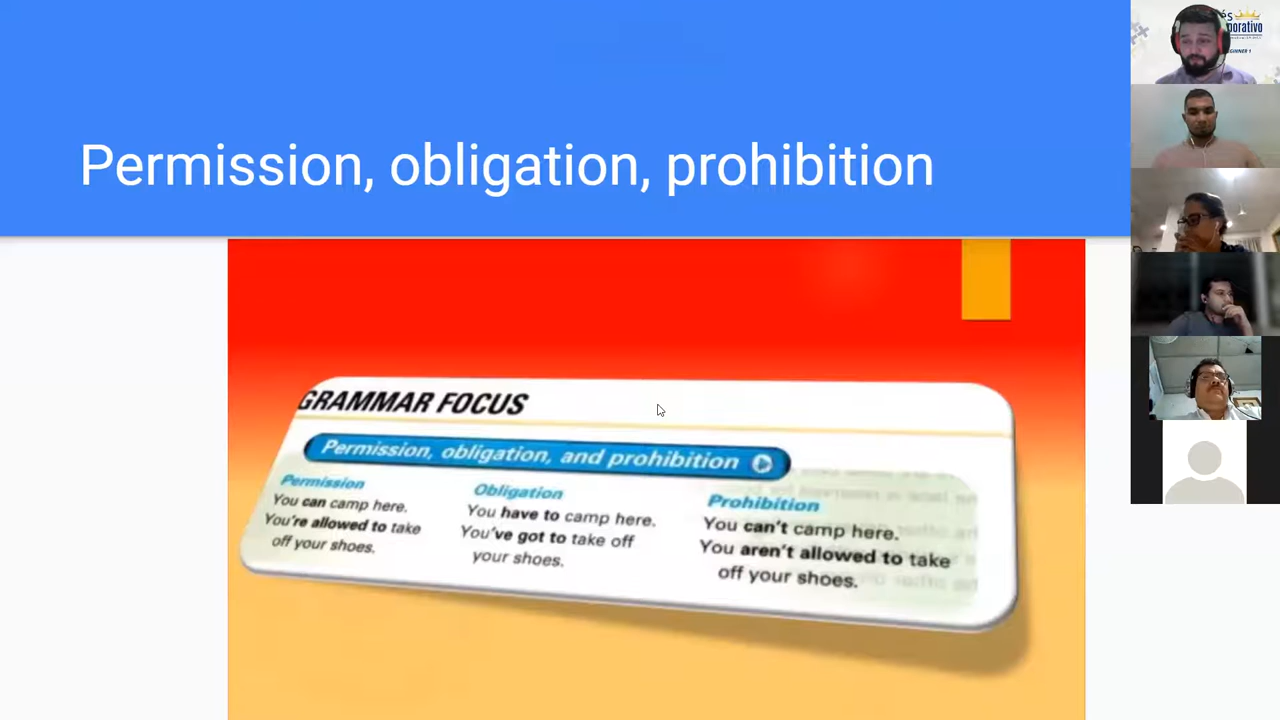 Permission, obligation, prohibition
GRAMMAR FOCUS
Permission, obligation, and prohibition
Permission
You can camp here.
You're allowed to take
off your shoes.
Obligation
You have to camp here.
You've got to take off
your shoes.
Prohibition
You can't camp here.
You aren't allowed to take
off your shoes.